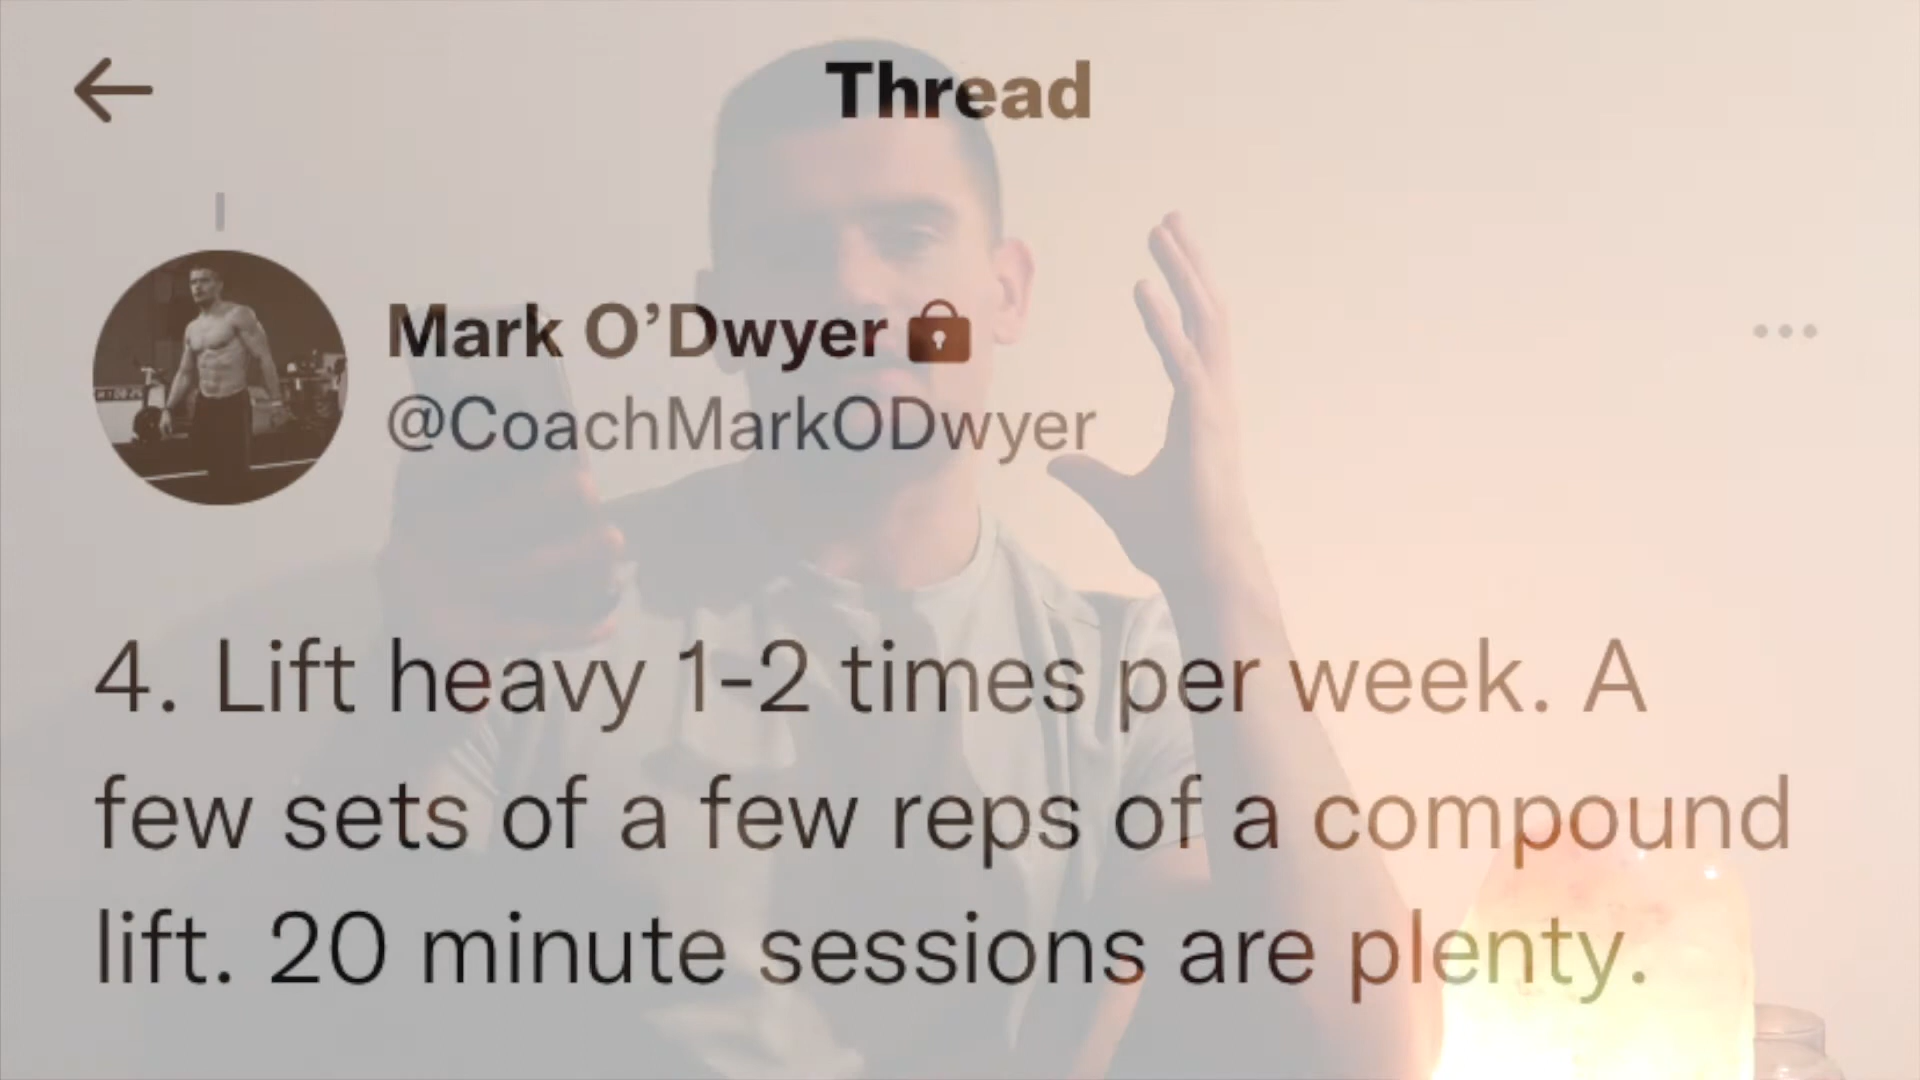 Thread
Mark O’Dwyer
@CoachMarkODwyer
4. Lift heavy 1-2 times per week. A
few sets of a few reps of a compound
lift. 20 minute sessions are plenty.